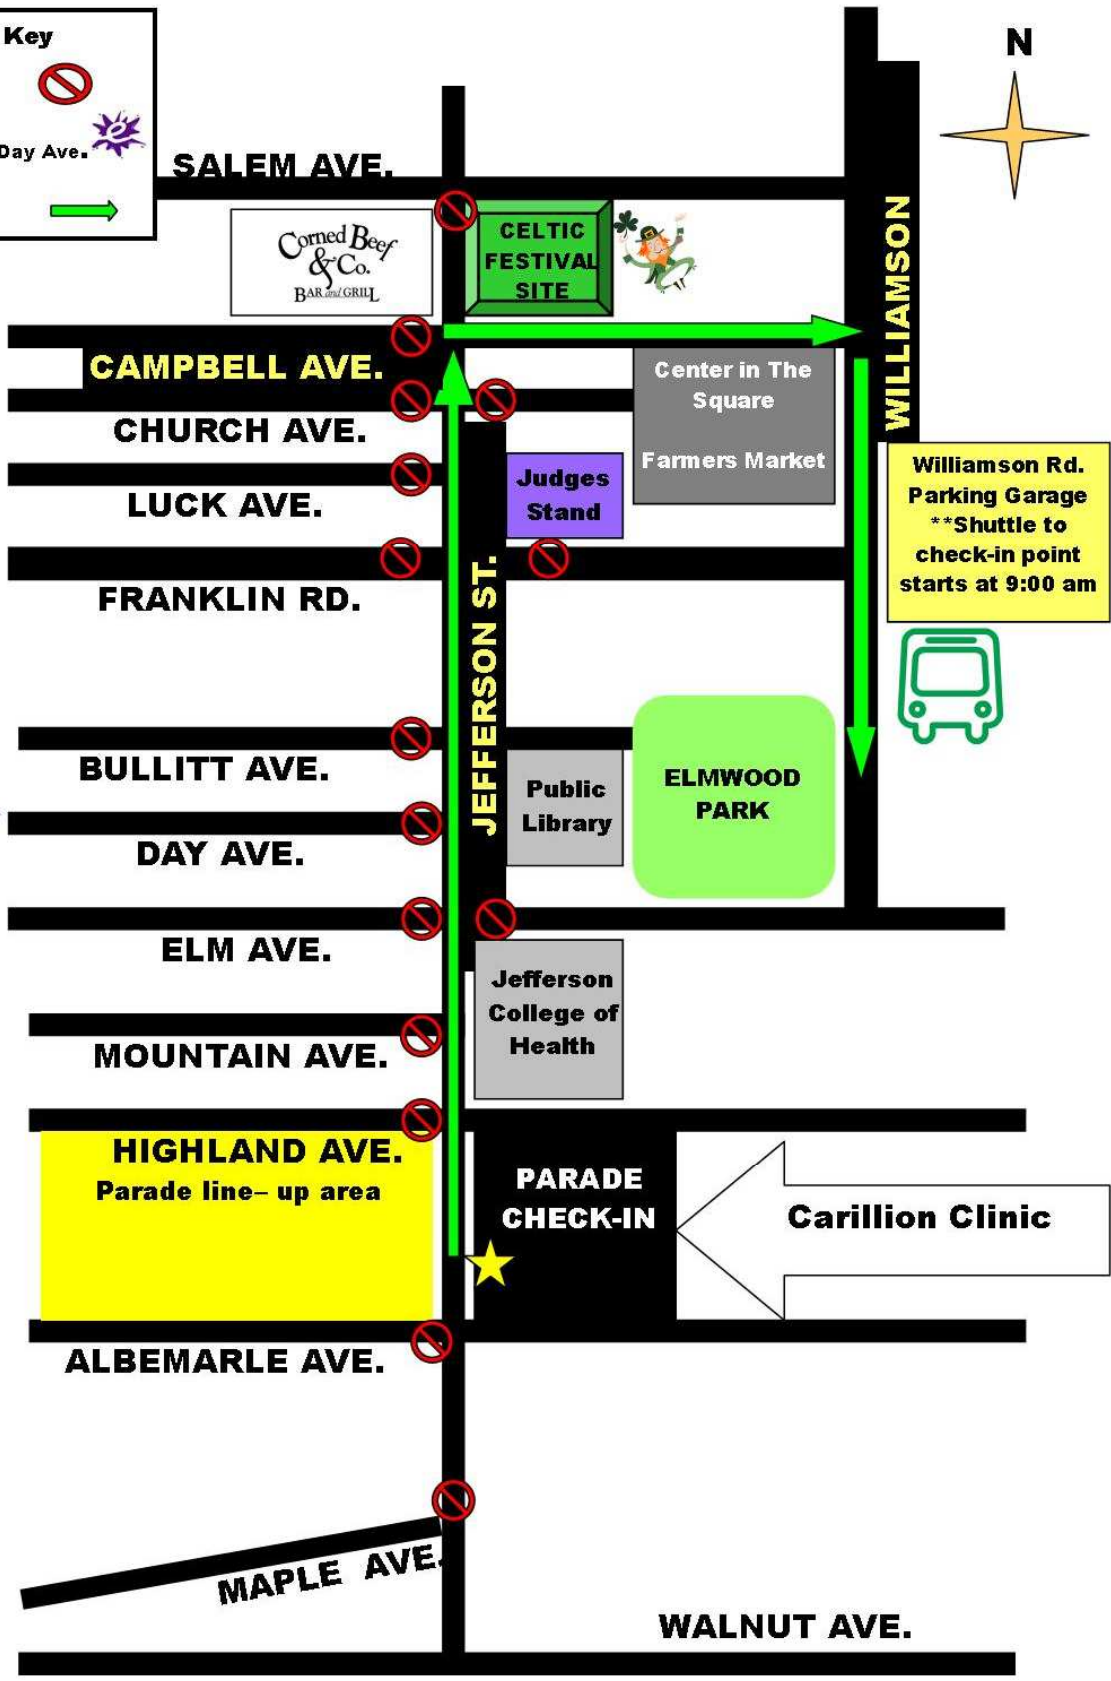 Key
Day Ave.
N
SALEM AVE.
Corned Beef
& Co.
BAR and GRILL
CELTIC
FESTIVAL
SITE
WILLIAMSON
CAMPBELL AVE.
Center in The
Square
Farmers Market
CHURCH AVE.
LUCK AVE.
Judges
Stand
Williamson Rd.
Parking Garage
**Shuttle to
check-in point
starts at 9:00 am
FRANKLIN RD.
JEFFERSON ST.
BULLITT AVE.
Public
Library
ELMWOOD
PARK
DAY AVE.
ELM AVE.
Jefferson
College of
Health
MOUNTAIN AVE.
HIGHLAND AVE.
Parade line– up area
PARADE
CHECK-IN
Carillion Clinic
ALBEMARLE AVE.
MAPLE AVE.
WALNUT AVE.